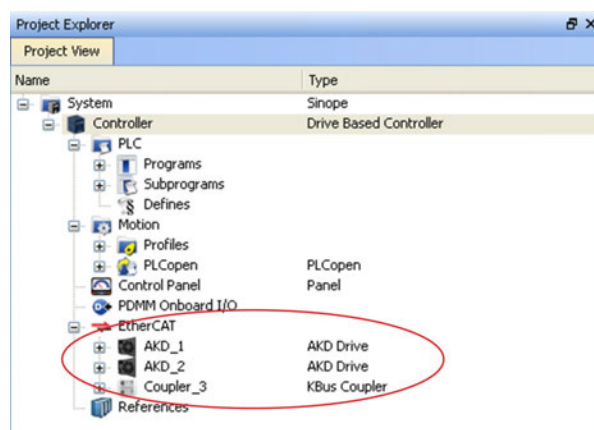 Project Explorer
Project View
Name Type
System Sinope
Controller Drive Based Controller
PLC
Programs
Subprograms
Defines
Motion
Profiles
PLCopen PLCopen
Control Panel Panel
PDMM Onboard I/O
EtherCAT
AKD_1 AKD Drive
AKD_2 AKD Drive
Coupler_3 KBus Coupler
References